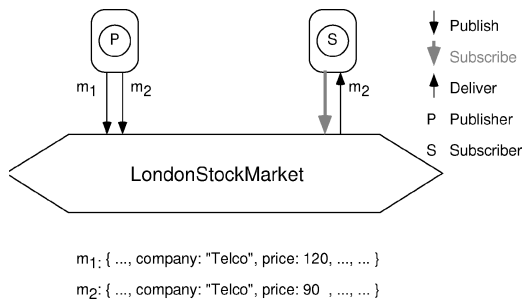 P
S
m1
m2
m2
Publish
Subscribe
Deliver
P Publisher
S Subscriber
LondonStockMarket
m1: { ..., company: "Telco", price: 120, ..., ... }
m2: { ..., company: "Telco", price: 90 , ..., ... }